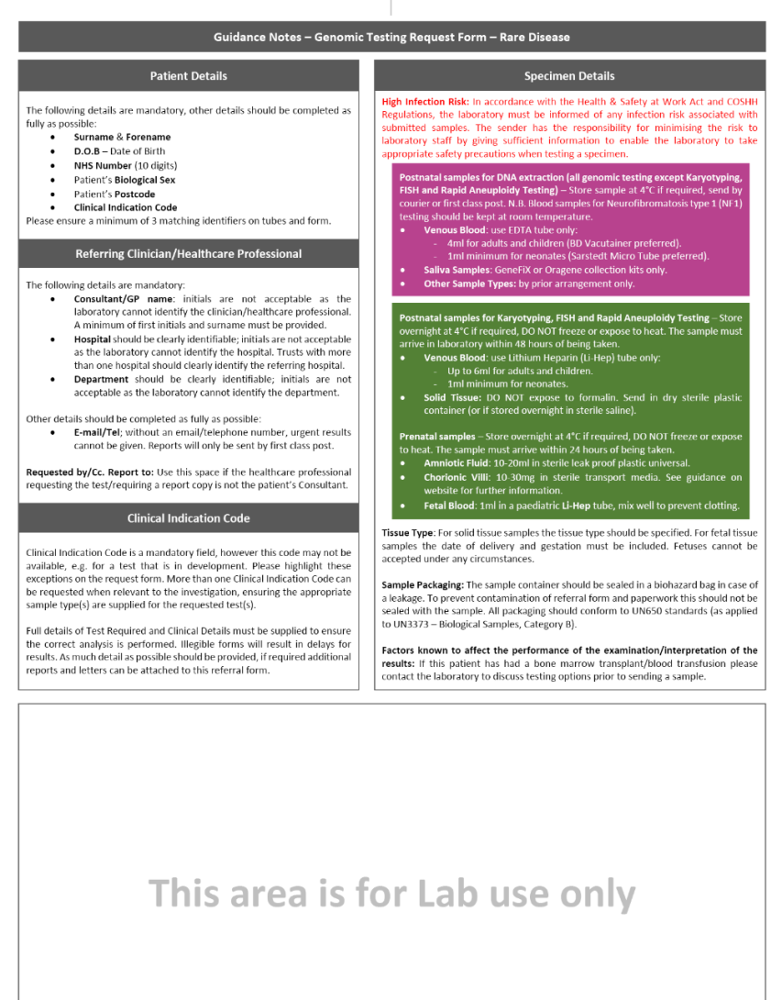 Guidance Notes – Genomic Testing Request Form – Rare Disease
Patient Details
The following details are mandatory, other details should be completed as
fully as possible:
• Surname & Forename
• D.O.B – Date of Birth
• NHS Number (10 digits)
• Patient's Biological Sex
• Patient's Postcode
• Clinical Indication Code
Please ensure a minimum of 3 matching identifiers on tubes and form.
Referring Clinician/Healthcare Professional
The following details are mandatory:
• Consultant/GP name: initials are not acceptable as the
laboratory cannot identify the clinician/healthcare professional.
A minimum of first initials and surname must be provided.
• Hospital should be clearly identifiable; initials are not acceptable
as the laboratory cannot identify the hospital. Trusts with more
than one hospital should clearly identify the referring hospital.
• Department should be clearly identifiable; initials are not
acceptable as the laboratory cannot identify the department.
Other details should be completed as fully as possible:
• E-mail/Tel; without an email/telephone number, urgent results
cannot be given. Reports will only be sent by first class post.
Requested by/Cc. Report to: Use this space if the healthcare professional
requesting the test/requiring a report copy is not the patient's Consultant.
Clinical Indication Code
Clinical Indication Code is a mandatory field, however this code may not be
available, e.g. for a test that is in development. Please highlight these
exceptions on the request form. More than one Clinical Indication Code can
be requested when relevant to the investigation, ensuring the appropriate
sample type(s) are supplied for the requested test(s).
Full details of Test Required and Clinical Details must be supplied to ensure
the correct analysis is performed. Illegible forms will result in delays for
results. As much detail as possible should be provided, if required additional
reports and letters can be attached to this referral form.
Specimen Details
High Infection Risk: In accordance with the Health & Safety at Work Act and COSHH
Regulations, the laboratory must be informed of any infection risk associated with
submitted samples. The sender has the responsibility for minimising the risk to
laboratory staff by giving sufficient information to enable the laboratory to take
appropriate safety precautions when testing a specimen.
Postnatal samples for DNA extraction (all genomic testing except Karyotyping,
FISH and Rapid Aneuploidy Testing) – Store sample at 4°C if required, send by
courier or first class post. N.B. Blood samples for Neurofibromatosis type 1 (NF1)
testing should be kept at room temperature.
• Venous Blood: use EDTA tube only:
- 4ml for adults and children (BD Vacutainer preferred).
- 1ml minimum for neonates (Sarstedt Micro Tube preferred).
• Saliva Samples: GeneFiX or Oragene collection kits only.
• Other Sample Types: by prior arrangement only.
Postnatal samples for Karyotyping, FISH and Rapid Aneuploidy Testing – Store
overnight at 4°C if required, DO NOT freeze or expose to heat. The sample must
arrive in laboratory within 48 hours of being taken.
• Venous Blood: use Lithium Heparin (Li-Hep) tube only:
- Up to 6ml for adults and children.
- 1ml minimum for neonates.
• Solid Tissue: DO NOT expose to formalin. Send in dry sterile plastic
container (or if stored overnight in sterile saline).
Prenatal samples – Store overnight at 4°C if required, DO NOT freeze or expose
to heat. The sample must arrive within 24 hours of being taken.
• Amniotic Fluid: 10-20ml in sterile leak proof plastic universal.
• Chorionic Villi: 10-30mg in sterile transport media. See guidance on
website for further information.
• Fetal Blood: 1ml in a paediatric Li-Hep tube, mix well to prevent clotting.
Tissue Type: For solid tissue samples the tissue type should be specified. For fetal tissue
samples the date of delivery and gestation must be included. Fetuses cannot be
accepted under any circumstances.
Sample Packaging: The sample container should be sealed in a biohazard bag in case of
a leakage. To prevent contamination of referral form and paperwork this should not be
sealed with the sample. All packaging should conform to UN650 standards (as applied
to UN3373 – Biological Samples, Category B).
Factors known to affect the performance of the examination/interpretation of the
results: If this patient has had a bone marrow transplant/blood transfusion please
contact the laboratory to discuss testing options prior to sending a sample.
This area is for Lab use only